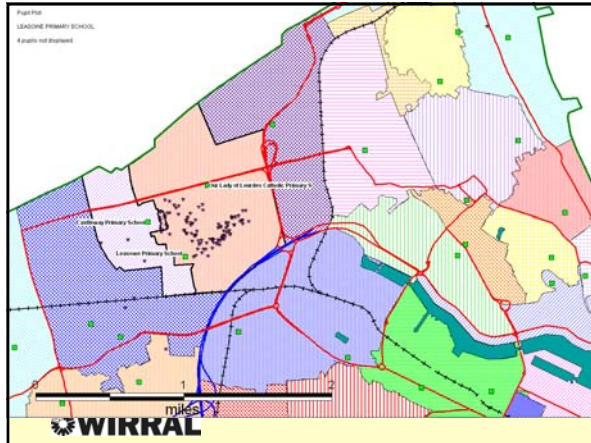 Pupil Plot
LEASOWE PRIMARY SCHOOL
4 pupils not displayed
Our Lady of Lourdes Catholic Primary S
Castleway Primary School
Leasowe Primary School
0 1 2
miles
WIRRAL